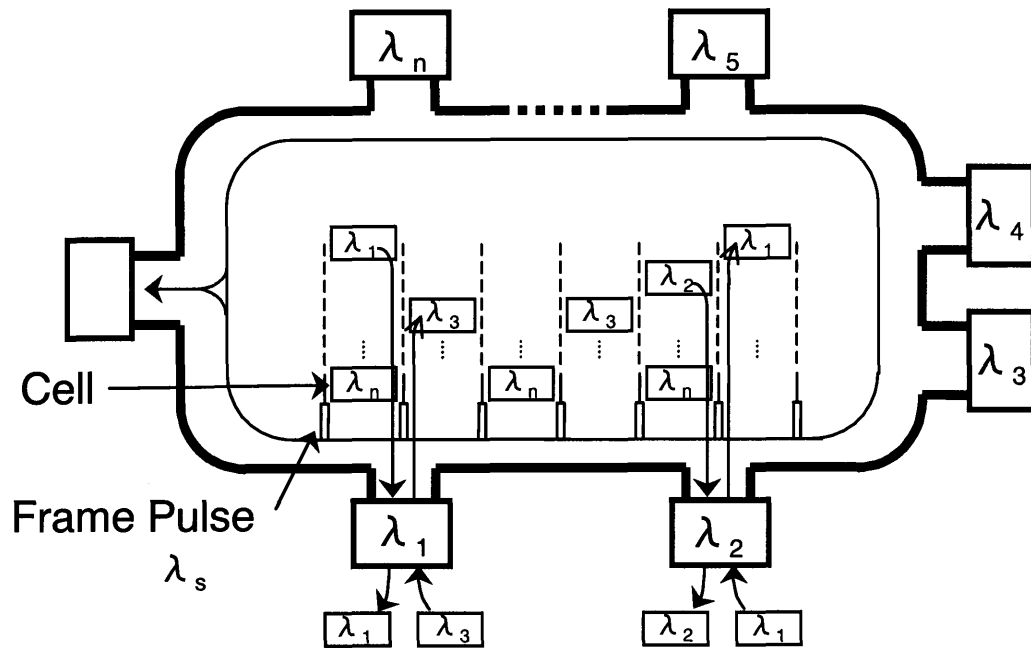 λn λ5
λ4
λ1 λ2 λ1
λ3 λ3
λ3
Cell λn λn λn
Frame Pulse
λs
λ1 λ2
λ1 λ3 λ2 λ1